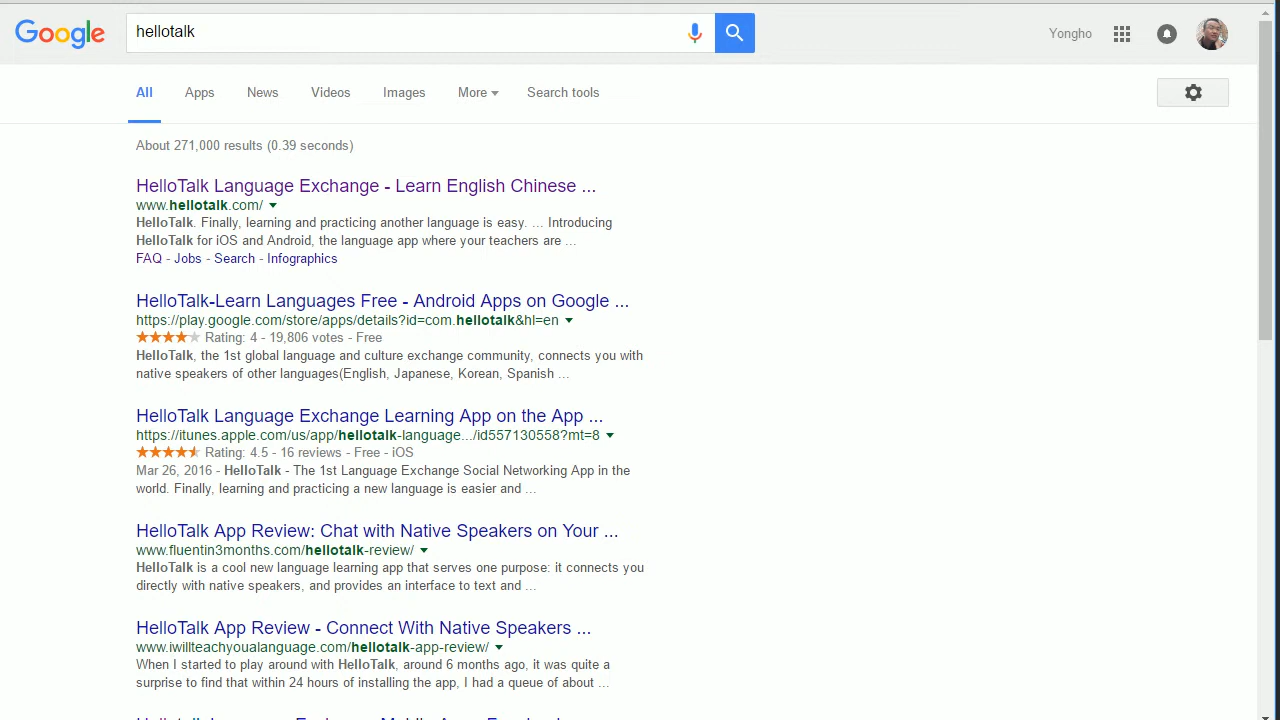 Google
hellotalk
Yongho
All Apps News Videos Images More Search tools
About 271,000 results (0.39 seconds)
HelloTalk Language Exchange - Learn English Chinese ...
www.hellotalk.com/
HelloTalk. Finally, learning and practicing another language is easy. ... Introducing
HelloTalk for iOS and Android, the language app where your teachers are ...
FAQ - Jobs - Search - Infographics
HelloTalk-Learn Languages Free - Android Apps on Google ...
https://play.google.com/store/apps/details?id=com.hellotalk&hl=en
Rating: 4 - 19,806 votes - Free
HelloTalk, the 1st global language and culture exchange community, connects you with
native speakers of other languages(English, Japanese, Korean, Spanish ...
HelloTalk Language Exchange Learning App on the App ...
https://itunes.apple.com/us/app/hellotalk-language.../id557130558?mt=8
Rating: 4.5 - 16 reviews - Free - iOS
Mar 26, 2016 - HelloTalk - The 1st Language Exchange Social Networking App in the
world. Finally, learning and practicing a new language is easier and ...
HelloTalk App Review: Chat with Native Speakers on Your ...
www.fluentin3months.com/hellotalk-review/
HelloTalk is a cool new language learning app that serves one purpose: it connects you
directly with native speakers, and provides an interface to text and ...
HelloTalk App Review - Connect With Native Speakers ...
www.iwillteachyoualanguage.com/hellotalk-app-review/
When I started to play around with HelloTalk, around 6 months ago, it was quite a
surprise to find that within 24 hours of installing the app, I had a queue of about ...